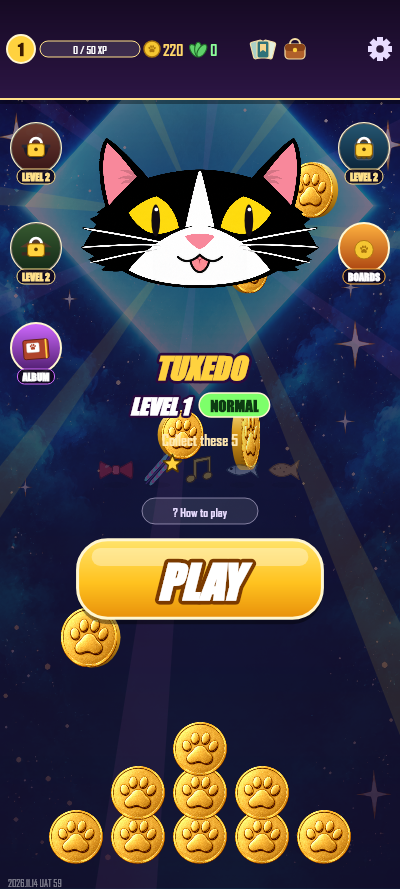 1
0 / 50 XP
220
0
LEVEL 2
LEVEL 2
LEVEL 2
BOARDS
ALBUM
TUXEDO
LEVEL 1
NORMAL
Collect these 5
? How to play
PLAY
2026.11.14 UAT 59